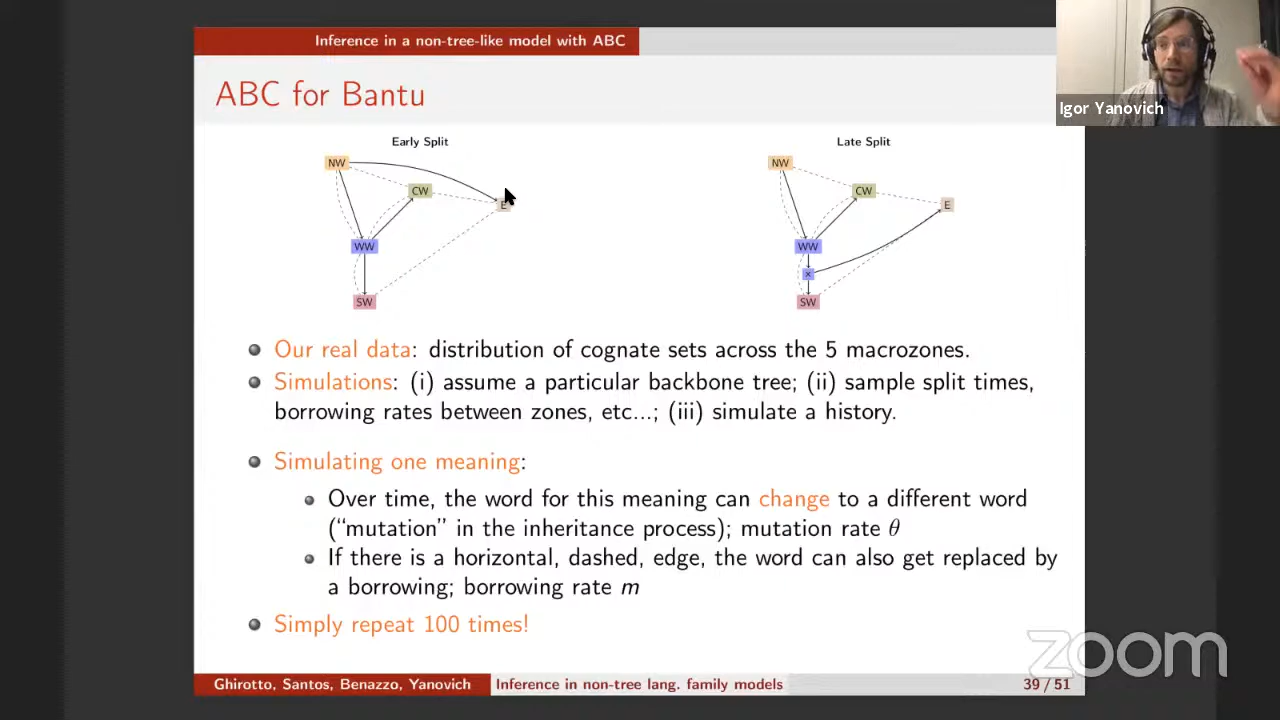 Inference in a non-tree-like model with ABC
ABC for Bantu
Igor Yanovich
Early Split
Late Split
NW
CW
E
WW
SW
NW
CW
E
WW
×
SW
Our real data: distribution of cognate sets across the 5 macrozones.
Simulations: (i) assume a particular backbone tree; (ii) sample split times,
borrowing rates between zones, etc...; (iii) simulate a history.
Simulating one meaning:
Over time, the word for this meaning can change to a different word
(“mutation” in the inheritance process); mutation rate θ
If there is a horizontal, dashed, edge, the word can also get replaced by
a borrowing; borrowing rate m
Simply repeat 100 times!
zoom
Ghirotto, Santos, Benazzo, Yanovich
Inference in non-tree lang. family models
39 / 51